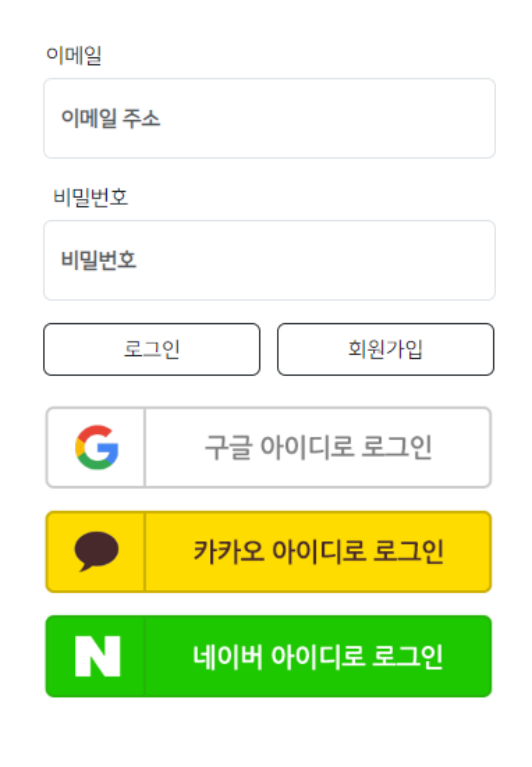 이메일
이메일 주소
비밀번호
비밀번호
로그인 회원가입
G 구글 아이디로 로그인
카카오 아이디로 로그인
N 네이버 아이디로 로그인